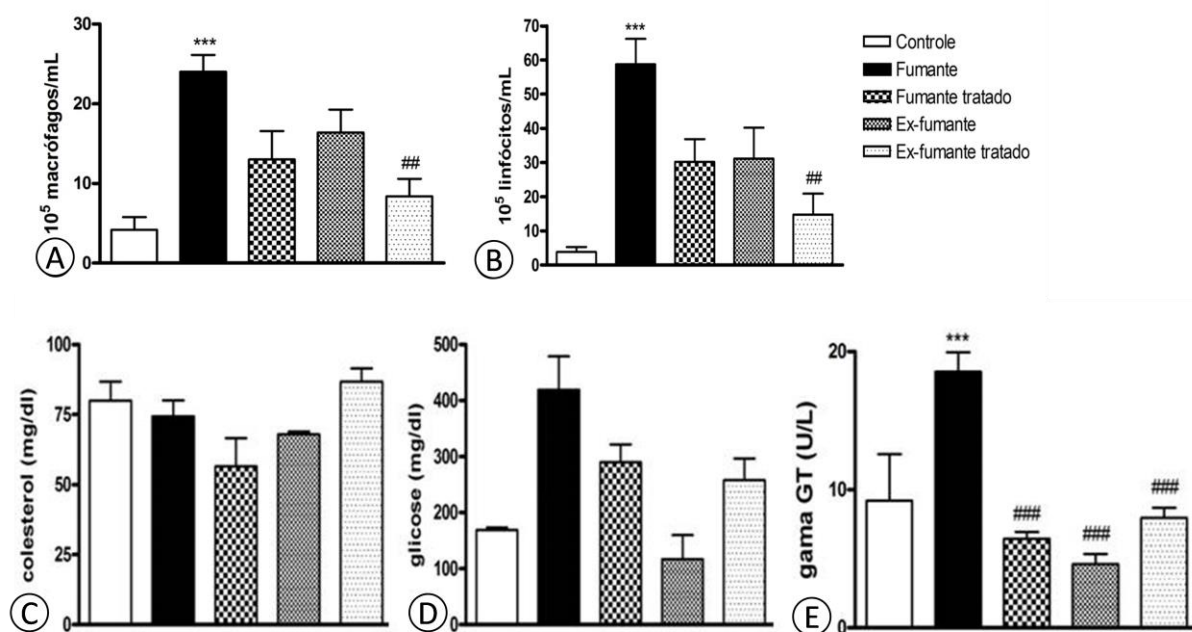 10⁵ macrófagos/mL
30
20
10
0
***
##
A
10⁵ linfócitos/mL
70
60
50
40
30
20
10
0
***
##
B
Controle
Fumante
Fumante tratado
Ex-fumante
Ex-fumante tratado
colesterol (mg/dl)
100
75
50
25
0
C
glicose (mg/dl)
500
400
300
200
100
0
D
gama GT (U/L)
20
10
0
***
###
###
###
E